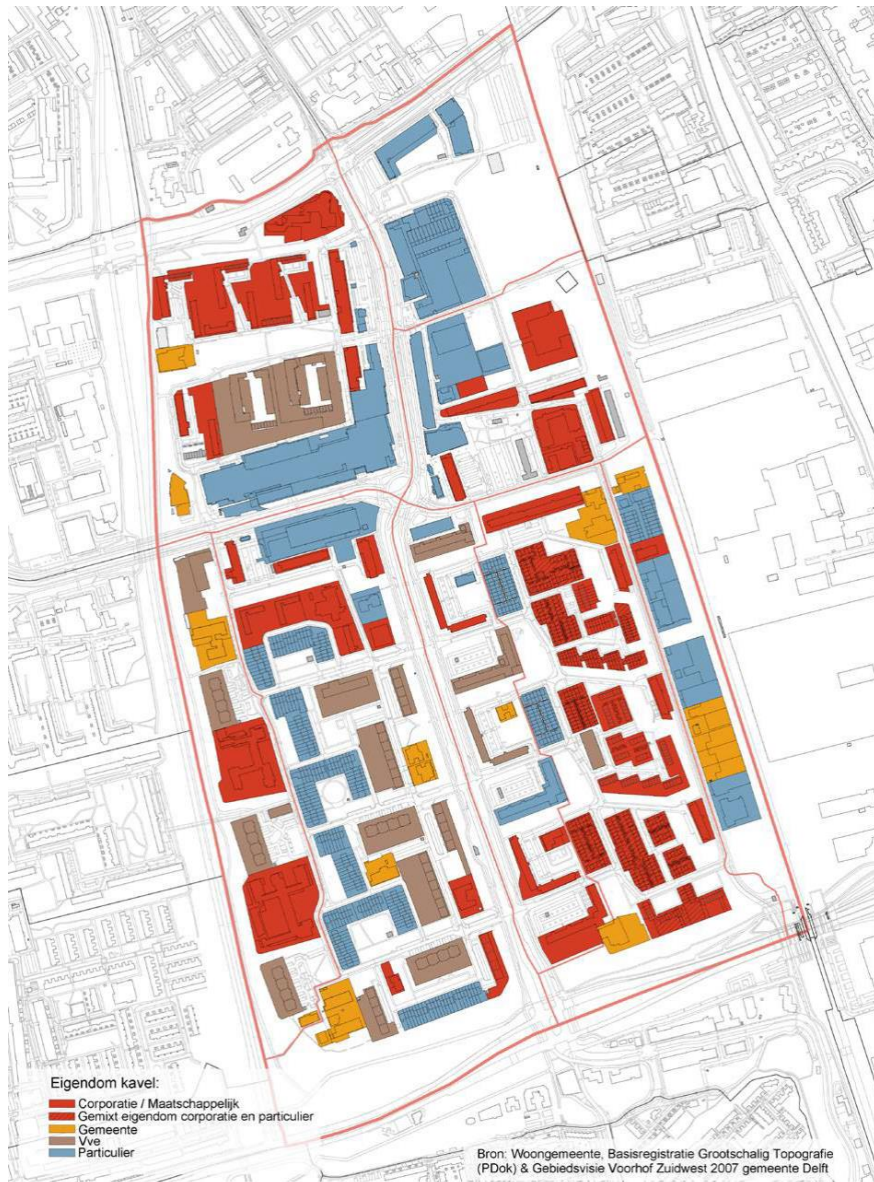 Eigendom kavel:
Corporatie / Maatschappelijk
Gemixt eigendom corporatie en particulier
Gemeente
Vve
Particulier
Bron: Woongemeente, Basisregistratie Grootschalig Topografie
(PDok) & Gebiedsvisie Voorhof Zuidwest 2007 gemeente Delft